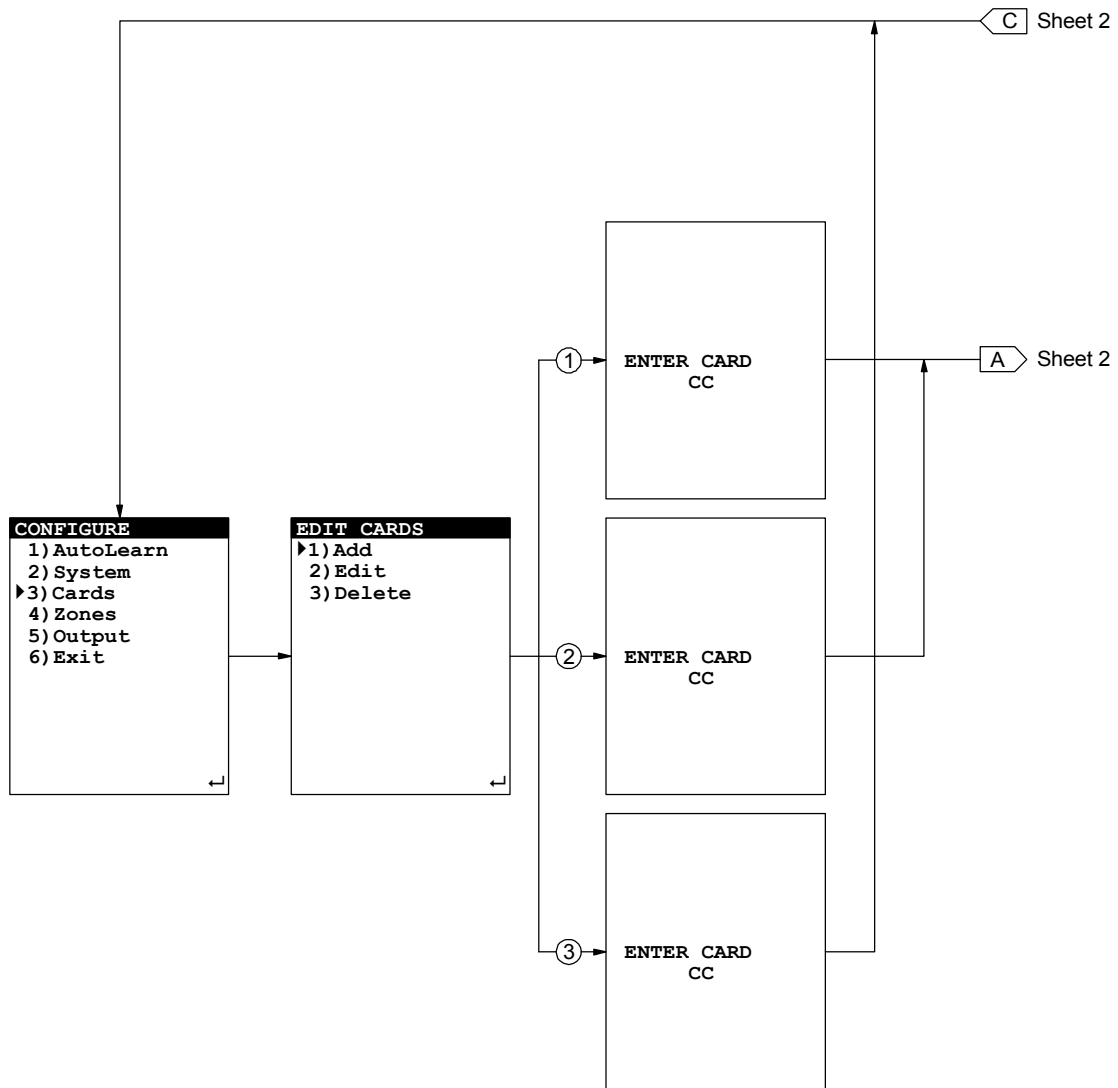 C Sheet 2
1 ENTER CARD
CC
A Sheet 2
CONFIGURE
1)AutoLearn
2)System
3)Cards
4)Zones
5)Output
6)Exit
EDIT CARDS
1)Add
2)Edit
3)Delete
2 ENTER CARD
CC
3 ENTER CARD
CC